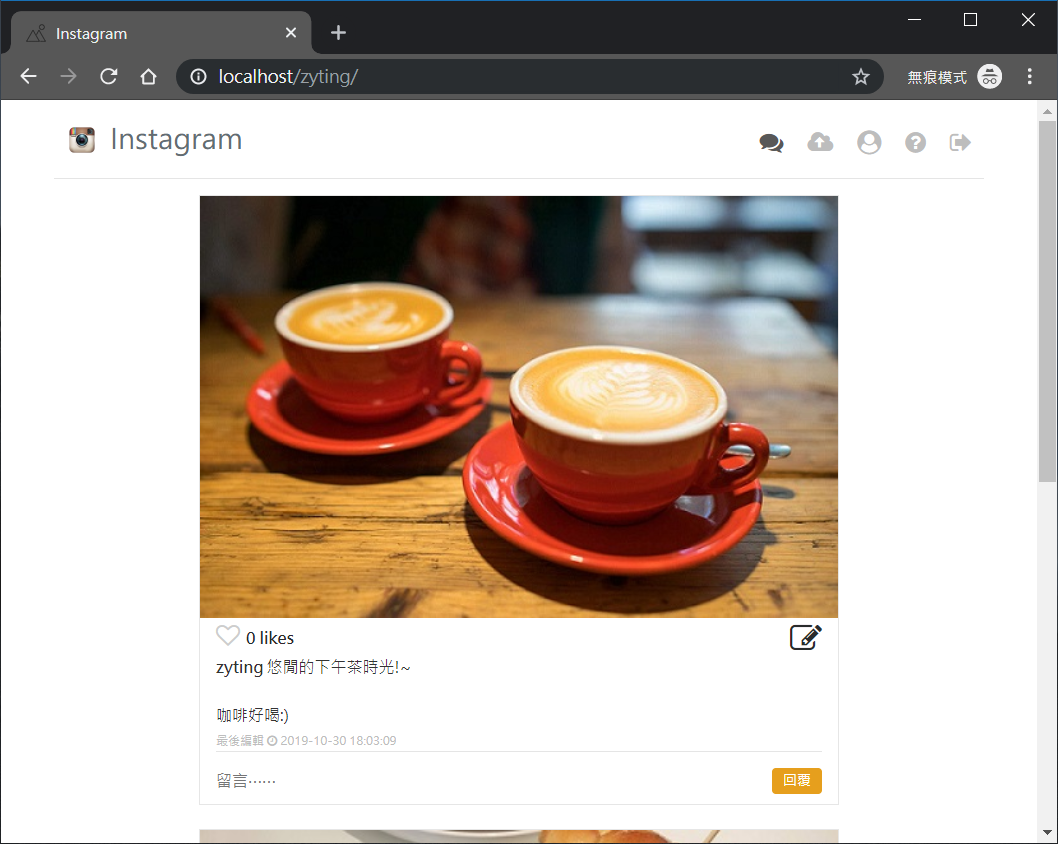 Instagram
localhost/zyting/
無痕模式
Instagram
0 likes
zyting 悠閒的下午茶時光!~
咖啡好喝:)
最後編輯 2019-10-30 18:03:09
留言⋯⋯
回覆